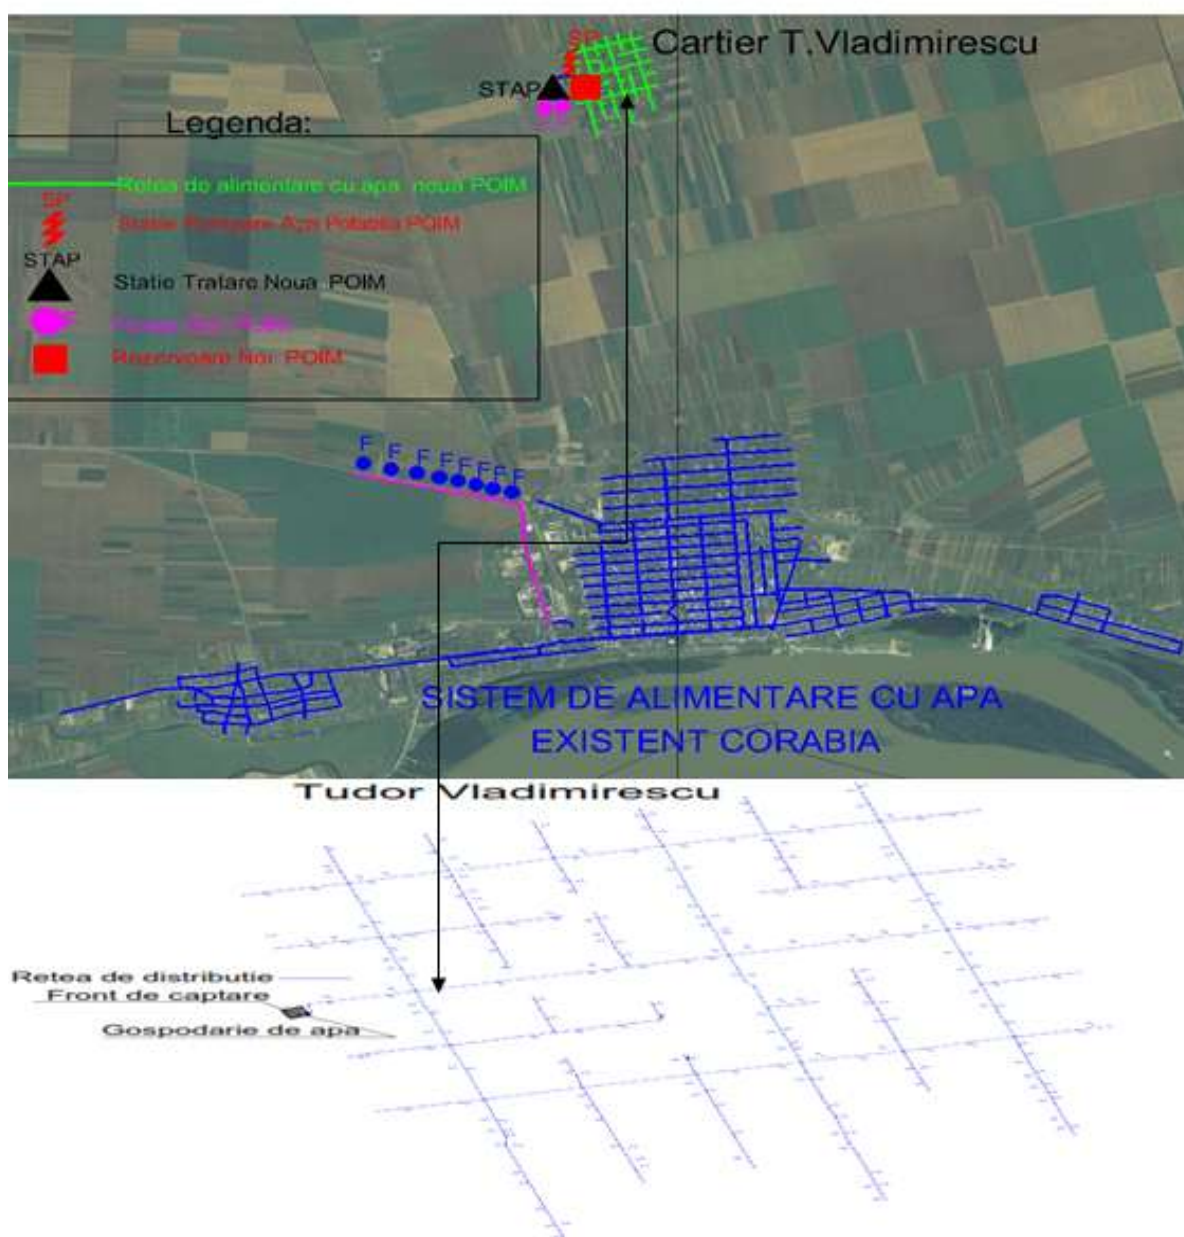 SP
Cartier T.Vladimirescu
STAP
Legenda:
Retea de alimentare cu apa noua POIM
SP
Statie Pompare Apa Potabila POIM
STAP
Statie Tratare Noua POIM
POIM
Rezervoare Noi POIM
F F F F F F F F
SISTEM DE ALIMENTARE CU APA
EXISTENT CORABIA
Tudor Vladimirescu
Retea de distributie
Front de captare
Gospodarie de apa